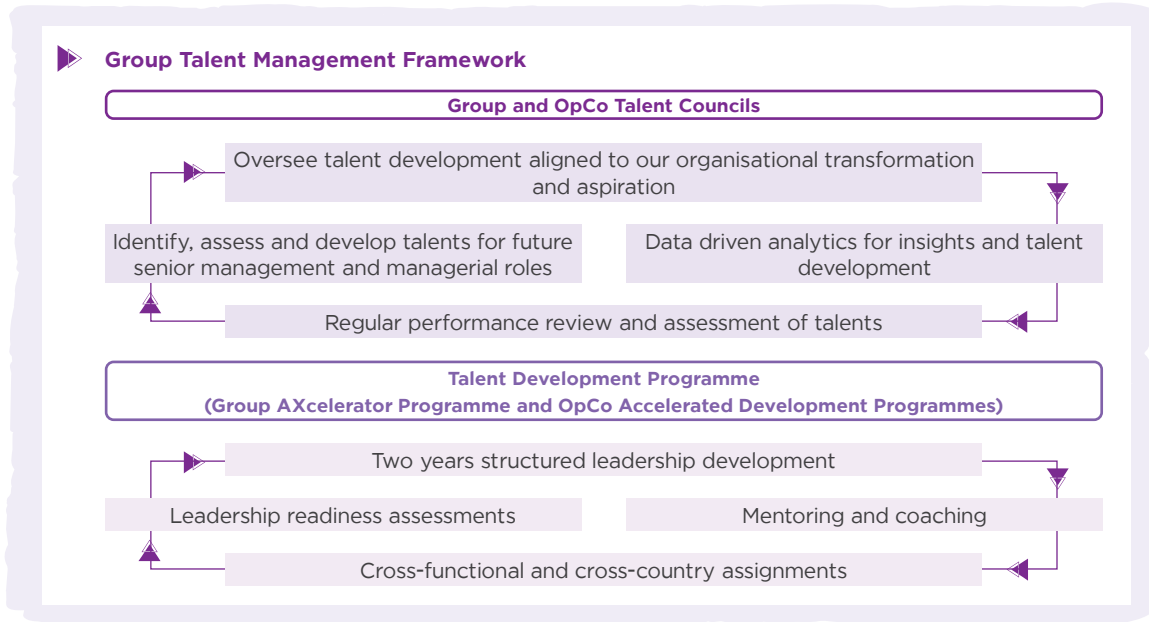 Group Talent Management Framework
Group and OpCo Talent Councils
Oversee talent development aligned to our organisational transformation
and aspiration
Identify, assess and develop talents for future
senior management and managerial roles
Data driven analytics for insights and talent
development
Regular performance review and assessment of talents
Talent Development Programme
(Group AXcelerator Programme and OpCo Accelerated Development Programmes)
Two years structured leadership development
Leadership readiness assessments
Mentoring and coaching
Cross-functional and cross-country assignments